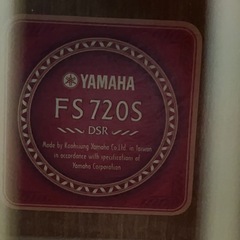 YAMAHA
FS720S
DSR
Made by Kaohsiung Yamaha Co.Ltd. in Taiwan
in accordance with specifications of
Yamaha Corporation